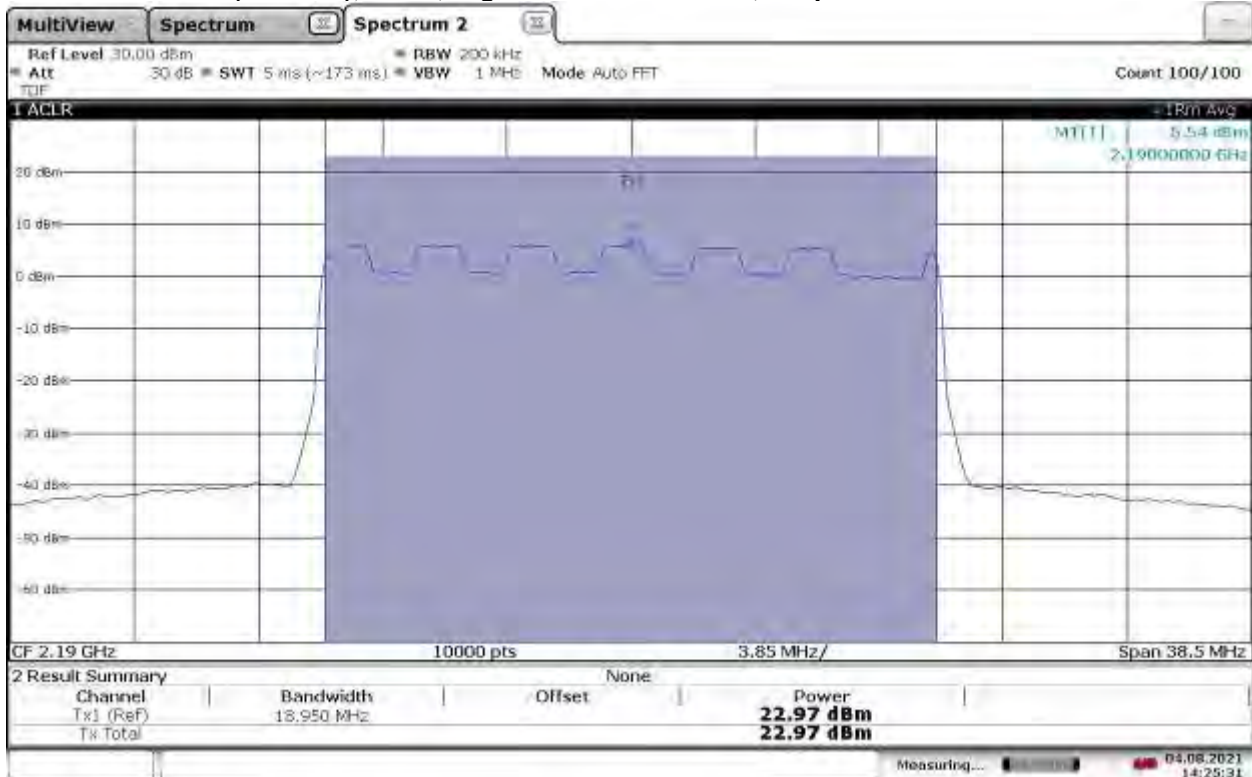 MultiView Spectrum Spectrum 2
Ref Level 30.00 dBm RBW 200 kHz
Att 30 dB SWT 5 ms (~173 ms) VBW 1 MHz Mode Auto FFT Count 100/100
TDF
1 ACLR 1Rm Avg
M1[1] 5.54 dBm
2.19000000 GHz
20 dBm
Tx1
10 dBm
0 dBm
-10 dBm
-20 dBm
-30 dBm
-40 dBm
-50 dBm
-60 dBm
CF 2.19 GHz 10000 pts 3.85 MHz/ Span 38.5 MHz
2 Result Summary None
Channel Bandwidth Offset Power
Tx1 (Ref) 18.950 MHz 22.97 dBm
Tx Total 22.97 dBm
Measuring... 04.08.2021
14:25:31